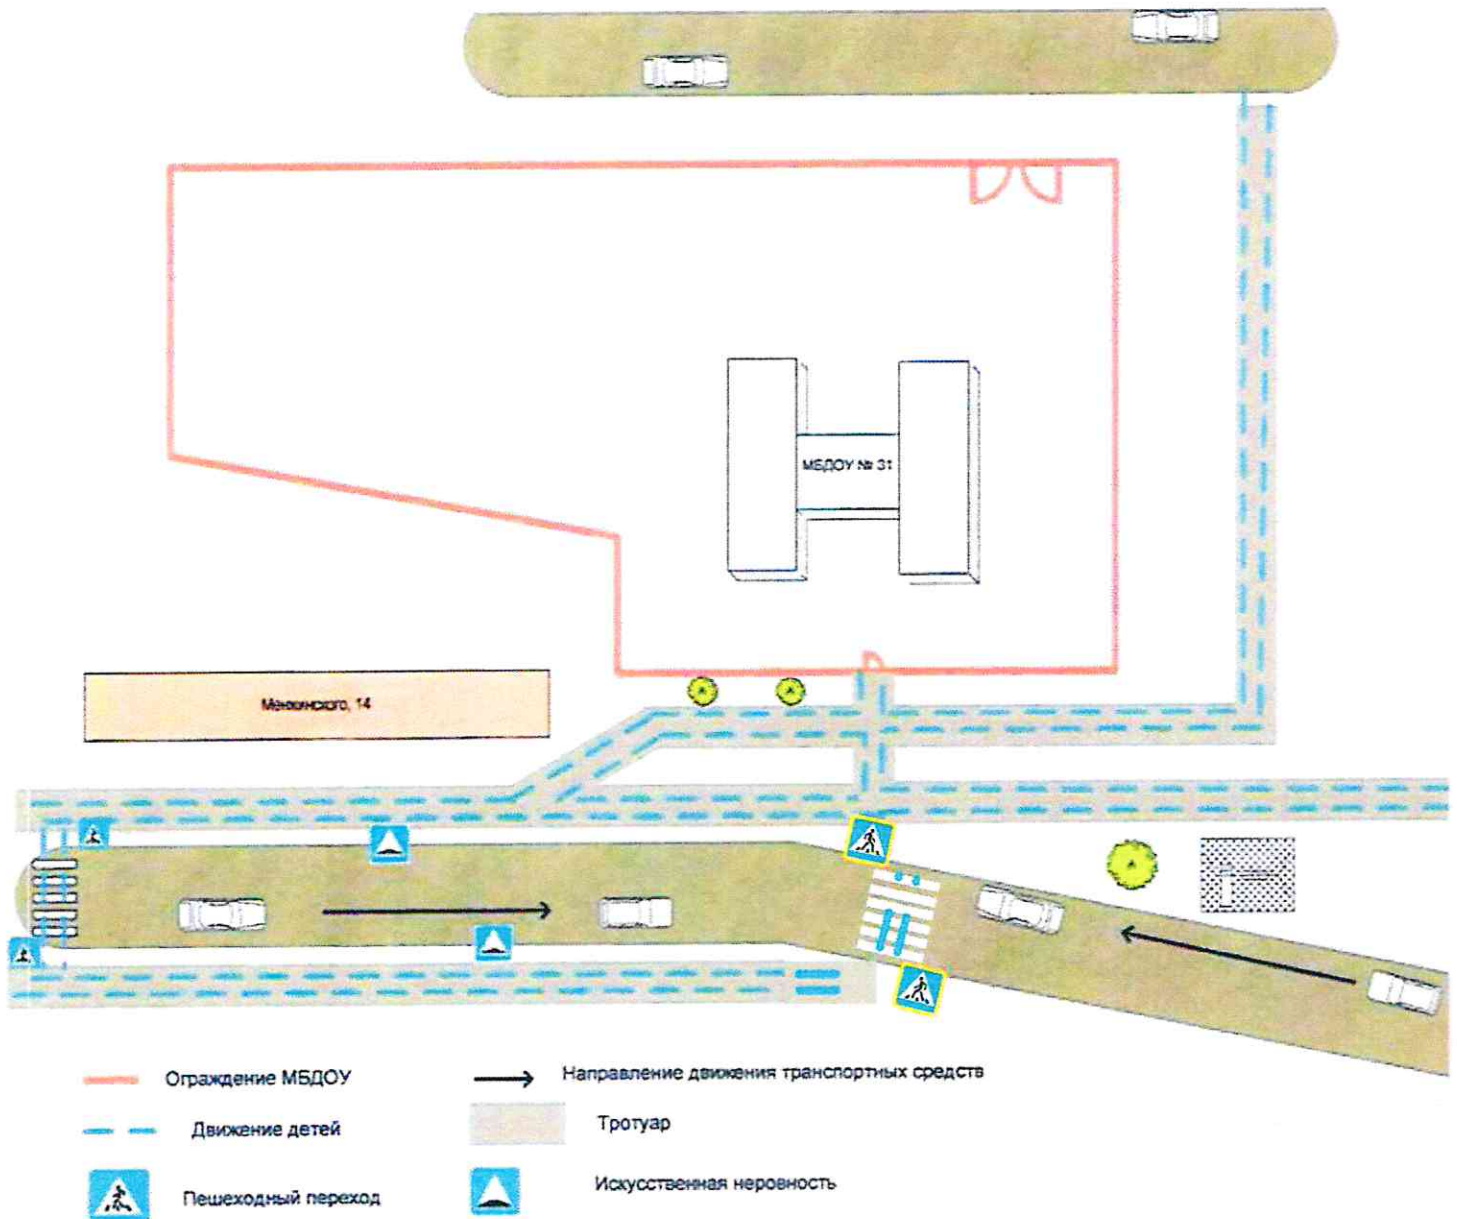 МБДОУ № 31
Менжинского, 14
Ограждение МБДОУ
Направление движения транспортных средств
Движение детей
Тротуар
Пешеходный переход
Искусственная неровность